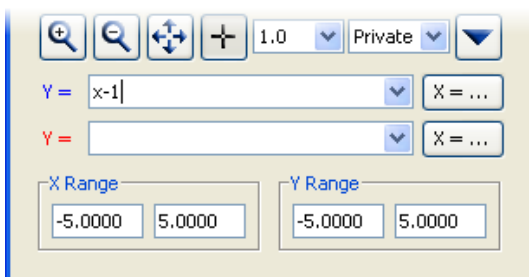 1.0 Private
Y = x-1 X = ...
Y = X = ...
X Range Y Range
-5.0000 5.0000 -5.0000 5.0000